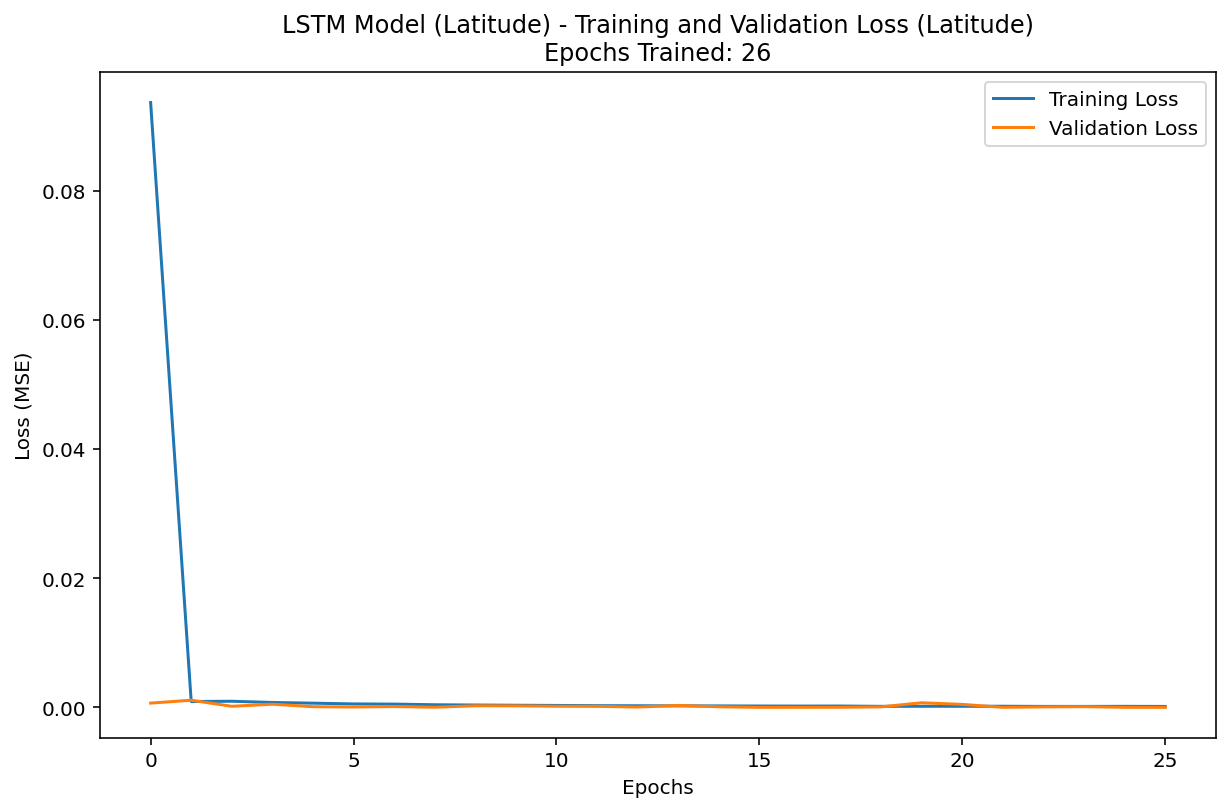 LSTM Model (Latitude) - Training and Validation Loss (Latitude)
Epochs Trained: 26
Training Loss
Validation Loss
Loss (MSE)
0.08
0.06
0.04
0.02
0.00
0 5 10 15 20 25
Epochs